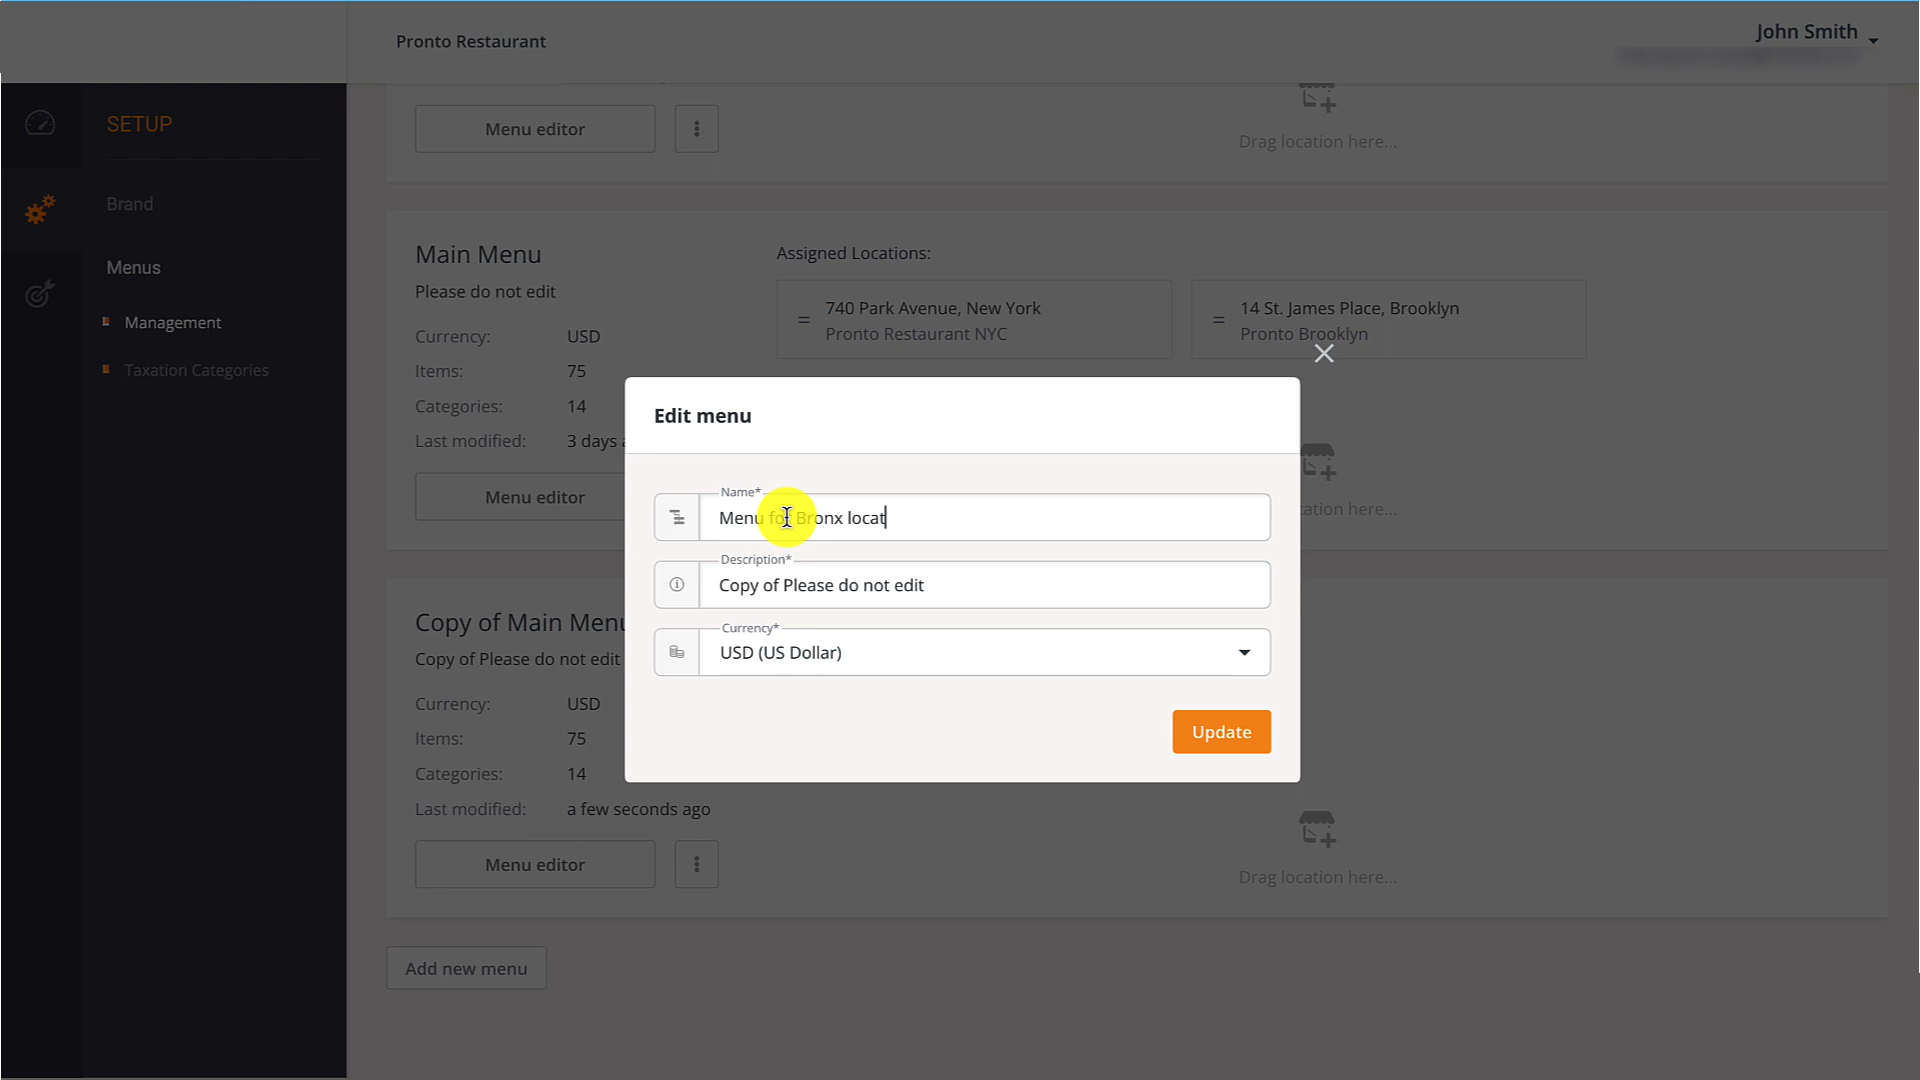 Pronto Restaurant
John Smith
SETUP
Brand
Menus
Management
Taxation Categories
Menu editor
Drag location here...
Main Menu
Please do not edit
Currency: USD
Items: 75
Categories: 14
Last modified: 3 days
Menu editor
Assigned Locations:
740 Park Avenue, New York
Pronto Restaurant NYC
14 St. James Place, Brooklyn
Pronto Brooklyn
cation here...
Edit menu
Name*
Menu for Bronx locat
Description*
Copy of Please do not edit
Currency*
USD (US Dollar)
Update
Copy of Main Menu
Copy of Please do not edit
Currency: USD
Items: 75
Categories: 14
Last modified: a few seconds ago
Menu editor
Drag location here...
Add new menu